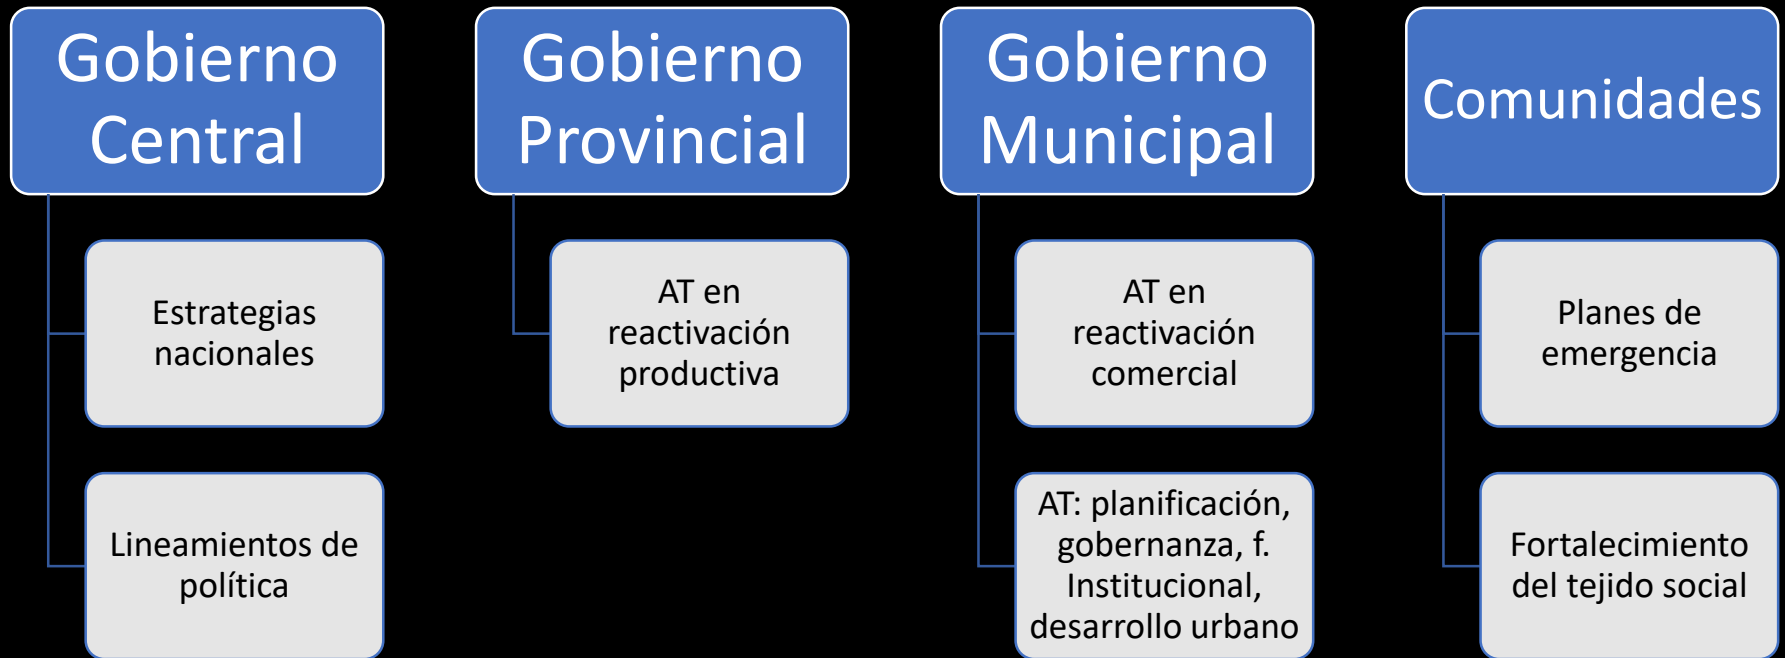 Gobierno
Central
Estrategias
nacionales
Lineamientos de
política
Gobierno
Provincial
AT en
reactivación
productiva
Gobierno
Municipal
AT en
reactivación
comercial
AT: planificación,
gobernanza, f.
Institucional,
desarrollo urbano
Comunidades
Planes de
emergencia
Fortalecimiento
del tejido social